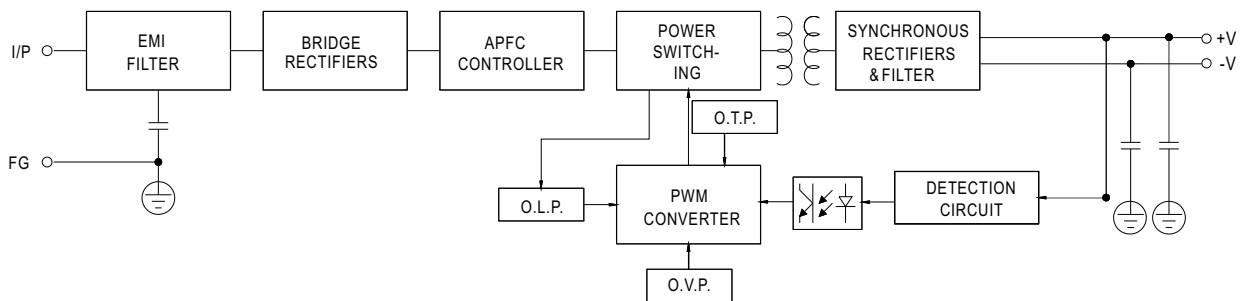 I/P
EMI
FILTER
BRIDGE
RECTIFIERS
APFC
CONTROLLER
POWER
SWITCH-
ING
SYNCHRONOUS
RECTIFIERS
&FILTER
+V
-V
O.T.P.
FG
O.L.P.
PWM
CONVERTER
DETECTION
CIRCUIT
O.V.P.